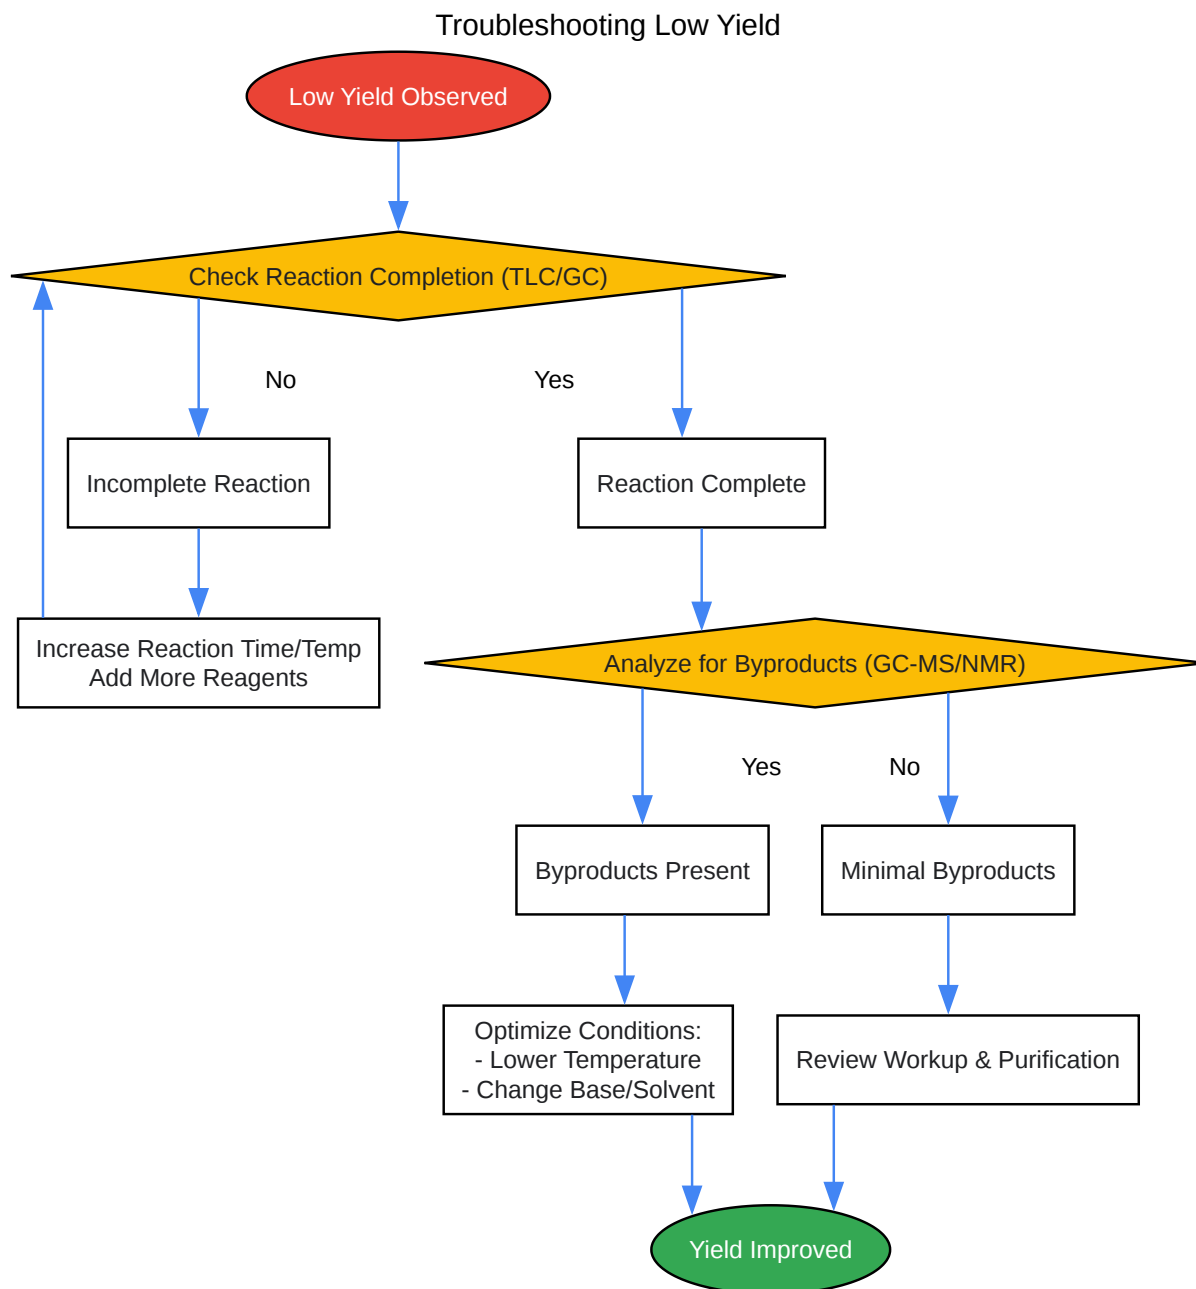 Troubleshooting Low Yield
Low Yield Observed
Check Reaction Completion (TLC/GC)
No
Yes
Incomplete Reaction
Reaction Complete
Increase Reaction Time/Temp
Add More Reagents
Analyze for Byproducts (GC-MS/NMR)
Yes
No
Byproducts Present
Minimal Byproducts
Optimize Conditions:
- Lower Temperature
- Change Base/Solvent
Review Workup & Purification
Yield Improved